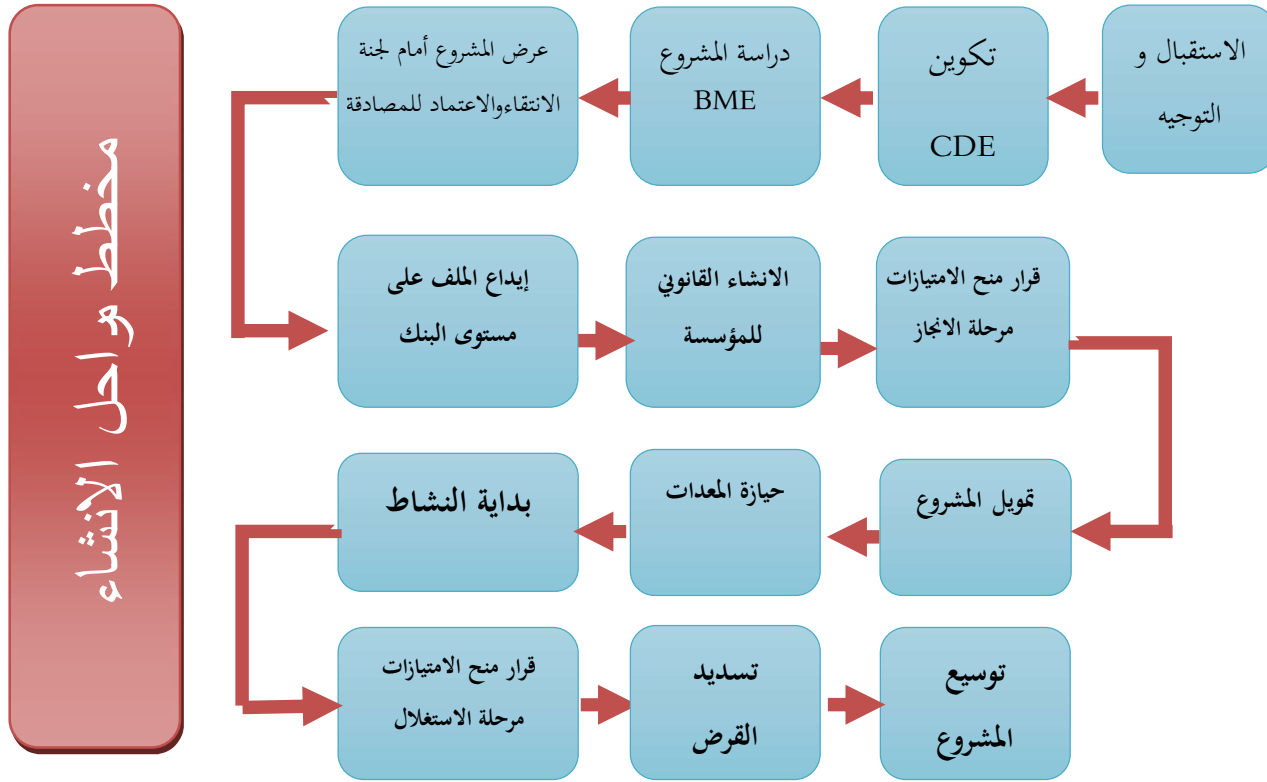 مخطط مراحل الانشاء
الاستقبال و
التوجيه
تكوين
CDE
دراسة المشروع
BME
عرض المشروع أمام لجنة
الانتقاءوالاعتماد للمصادقة
إيداع الملف على
مستوى البنك
الانشاء القانوني
للمؤسسة
قرار منح الامتيازات
مرحلة الانجاز
تمويل المشروع
حيازة المعدات
بداية النشاط
قرار منح الامتيازات
مرحلة الاستغلال
تسديد
القرض
توسيع
المشروع